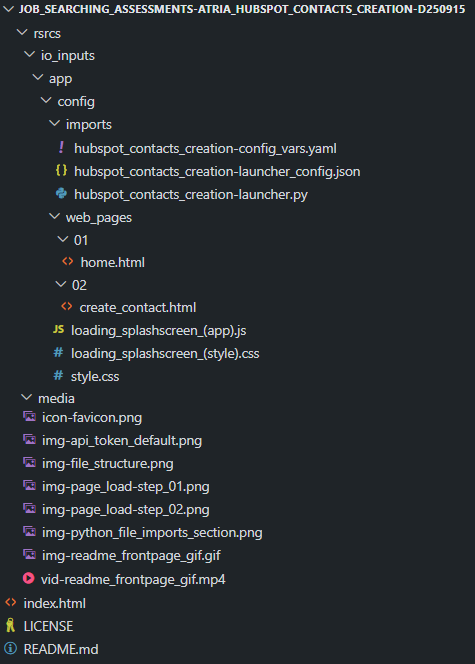 JOB_SEARCHING_ASSESSMENTS-ATRIA_HUBSPOT_CONTACTS_CREATION-D250915
rsrcs
io_inputs
app
config
imports
hubspot_contacts_creation-config_vars.yaml
hubspot_contacts_creation-launcher_config.json
hubspot_contacts_creation-launcher.py
web_pages
01
home.html
02
create_contact.html
JS loading_splashscreen_(app).js
# loading_splashscreen_(style).css
# style.css
media
icon-favicon.png
img-api_token_default.png
img-file_structure.png
img-page_load-step_01.png
img-page_load-step_02.png
img-python_file_imports_section.png
img-readme_frontpage_gif.gif
vid-readme_frontpage_gif.mp4
index.html
LICENSE
README.md